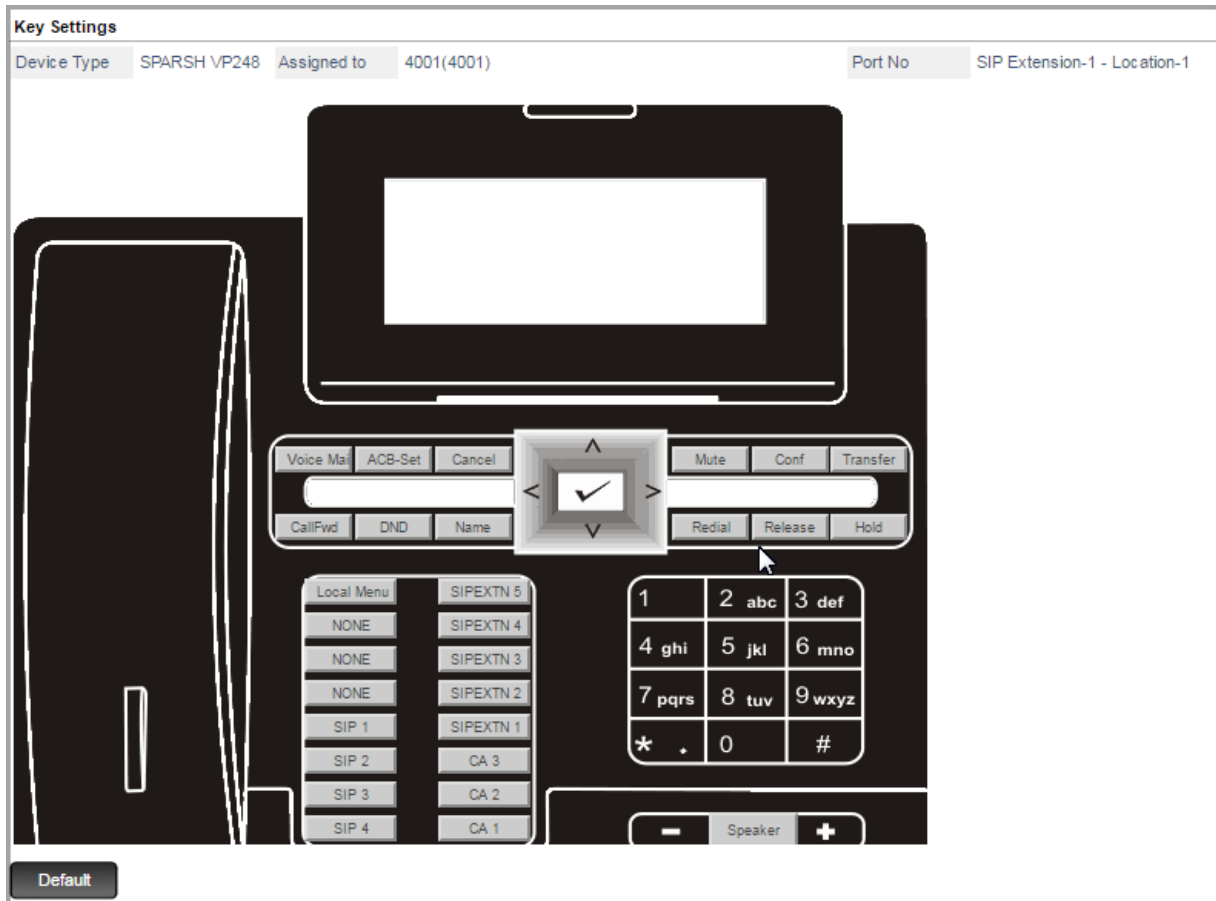 Key Settings
Device Type SPARSH VP248 Assigned to 4001(4001) Port No SIP Extension-1 - Location-1
Voice Mai ACB-Set Cancel ^ Mute Conf Transfer
< >
CallFwd DND Name v Redial Release Hold
Local Menu SIPEXTN 5 1 2 abc 3 def
NONE SIPEXTN 4
NONE SIPEXTN 3 4 ghi 5 jkl 6 mno
NONE SIPEXTN 2 7 pqrs 8 tuv 9 wxyz
SIP 1 SIPEXTN 1
SIP 2 CA 3 * . 0 #
SIP 3 CA 2
SIP 4 CA 1 - Speaker +
Default